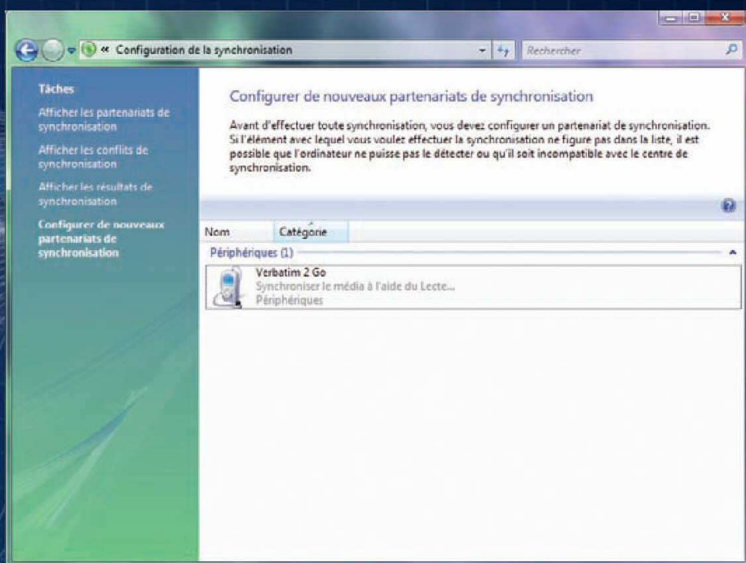 « Configuration de la synchronisation
Rechercher
Tâches
Afficher les partenariats de
synchronisation
Afficher les conflits de
synchronisation
Afficher les résultats de
synchronisation
Configurer de nouveaux
partenariats de
synchronisation
Configurer de nouveaux partenariats de synchronisation
Avant d'effectuer toute synchronisation, vous devez configurer un partenariat de synchronisation.
Si l'élément avec lequel vous voulez effectuer la synchronisation ne figure pas dans la liste, il est
possible que l'ordinateur ne puisse pas le détecter ou qu'il soit incompatible avec le centre de
synchronisation.
Nom Catégorie
Périphériques (1)
Verbatim 2 Go
Synchroniser le média à l'aide du Lecte...
Périphériques